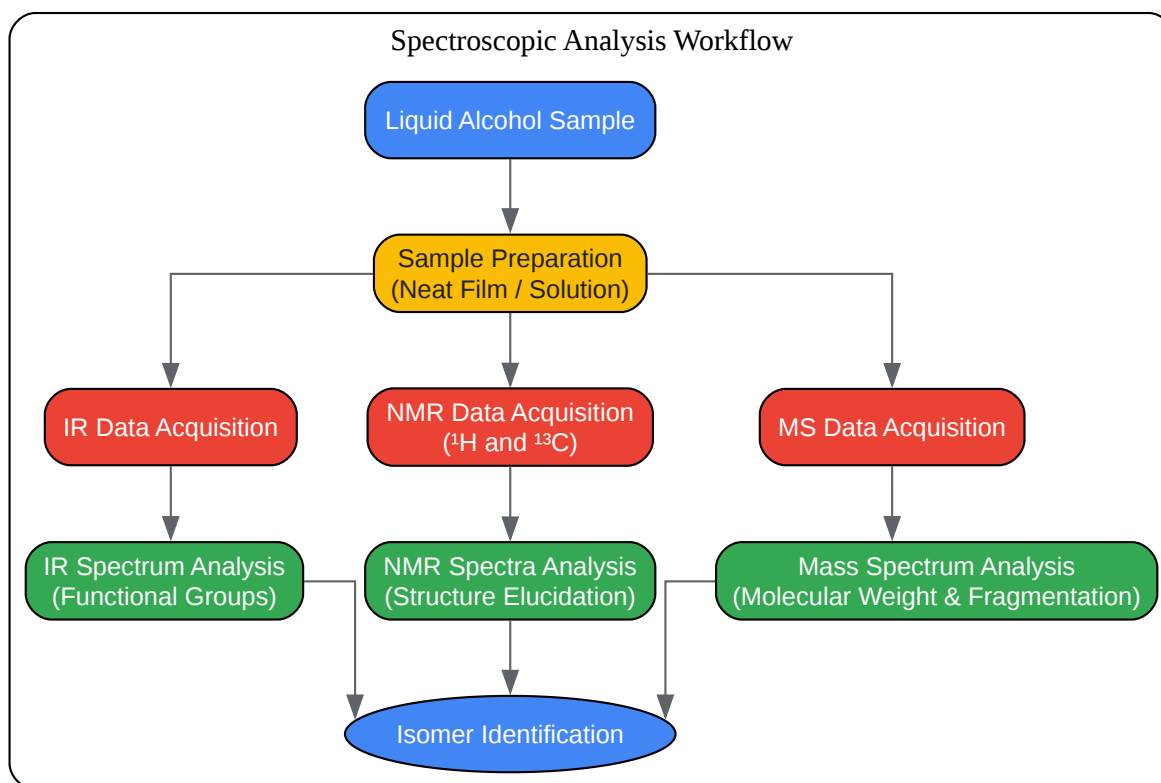 Spectroscopic Analysis Workflow
Liquid Alcohol Sample
Sample Preparation
(Neat Film / Solution)
IR Data Acquisition
NMR Data Acquisition
(¹H and ¹³C)
MS Data Acquisition
IR Spectrum Analysis
(Functional Groups)
NMR Spectra Analysis
(Structure Elucidation)
Mass Spectrum Analysis
(Molecular Weight & Fragmentation)
Isomer Identification